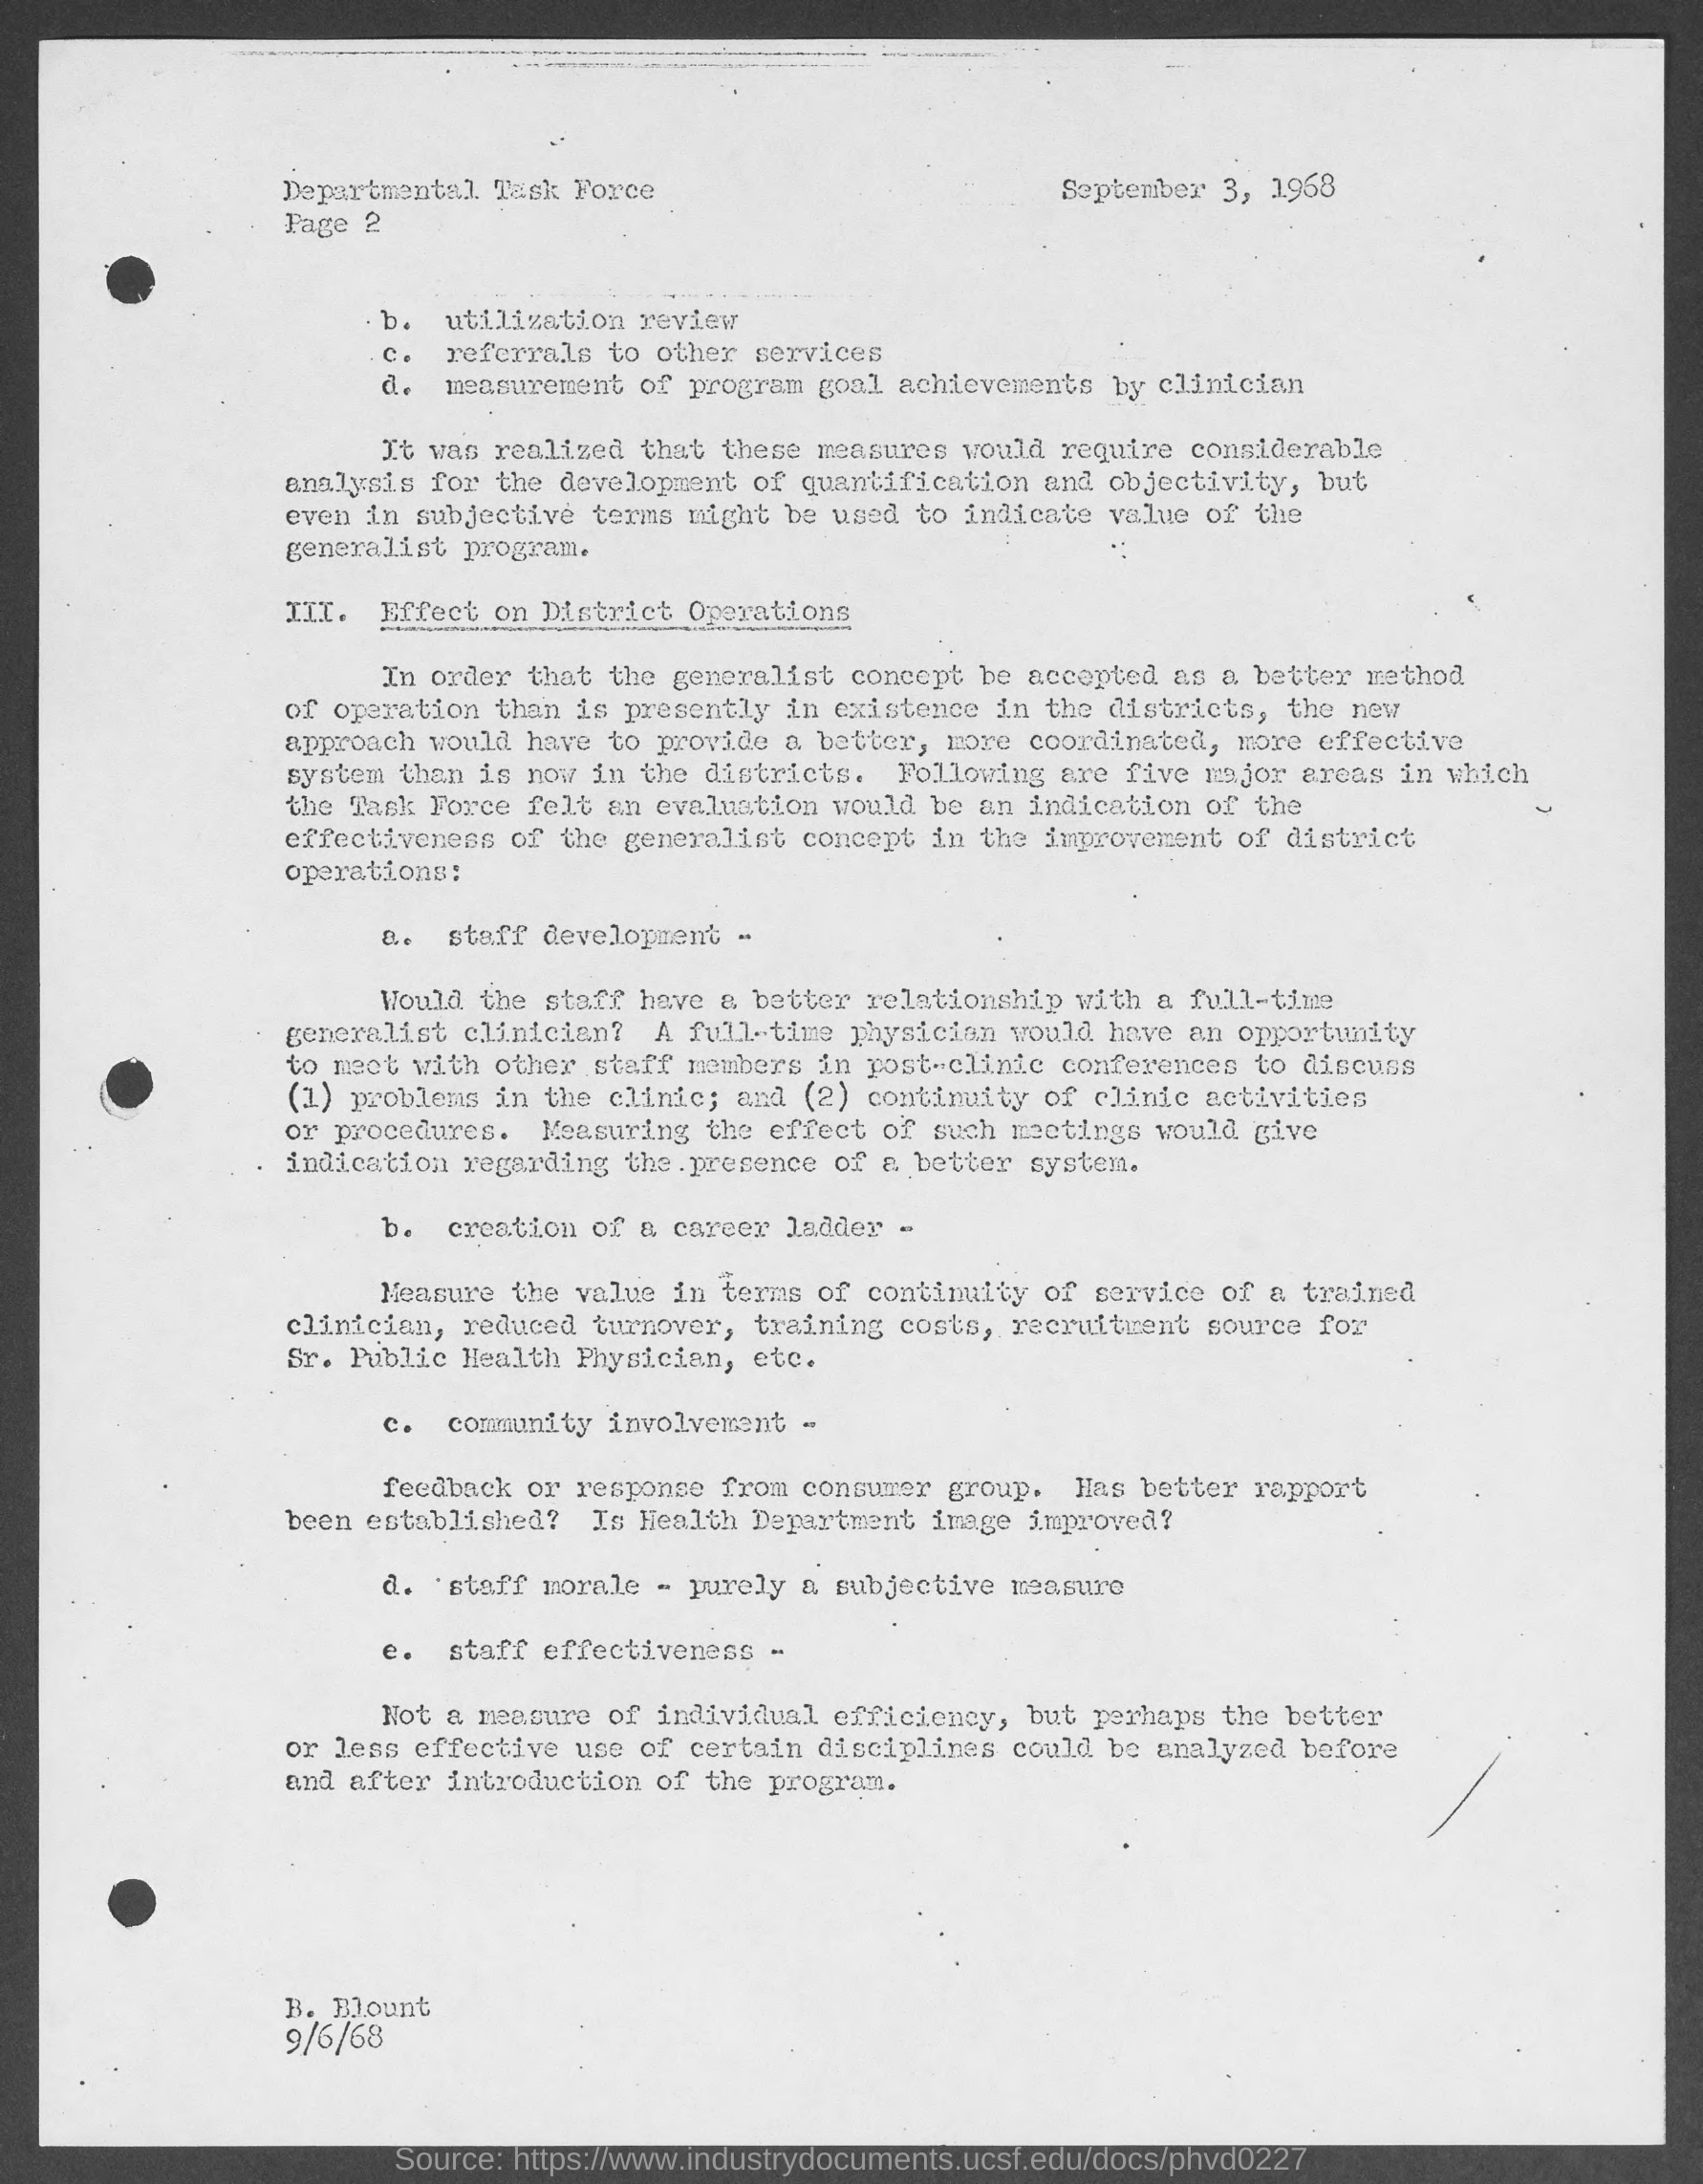 Departmental Task Force September 3, 1968
Page 2
b. utilization review
c. referrals to other services
d. measurement of program goal achievements by clinician
It was realized that these measures would require considerable
analysis for the development of quantification and objectivity, but
even in subjective terms might be used to indicate value of the
generalist program.
III. Effect on District Operations
In order that the generalist concept be accepted as a better method
of operation than is presently in existence in the districts, the new
approach would have to provide a better, more coordinated, more effective
system than is now in the districts. Following are five major areas in which
the Task Force felt an evaluation would be an indication of the
effectiveness of the generalist concept in the improvement of district
operations:
a. staff development -
Would the staff have a better relationship with a full-time
generalist clinician? A full-time physician would have an opportunity
to meet with other staff members in post-clinic conferences to discuss
(1) problems in the clinic; and (2) continuity of clinic activities
or procedures. Measuring the effect of such meetings would give
indication regarding the presence of a better system.
b. creation of a career ladder -
Measure the value in terms of continuity of service of a trained
clinician, reduced turnover, training costs, recruitment source for
Sr. Public Health Physician, etc.
c. community involvement -
feedback or response from consumer group. Has better rapport
been established? Is Health Department image improved?
d. staff morale - purely a subjective measure
e. staff effectiveness -
Not a measure of individual efficiency, but perhaps the better
or less effective use of certain disciplines could be analyzed before
and after introduction of the program.
B. Blount
9/6/68
Source: https://www.industrydocuments.ucsf.edu/docs/phvd0227